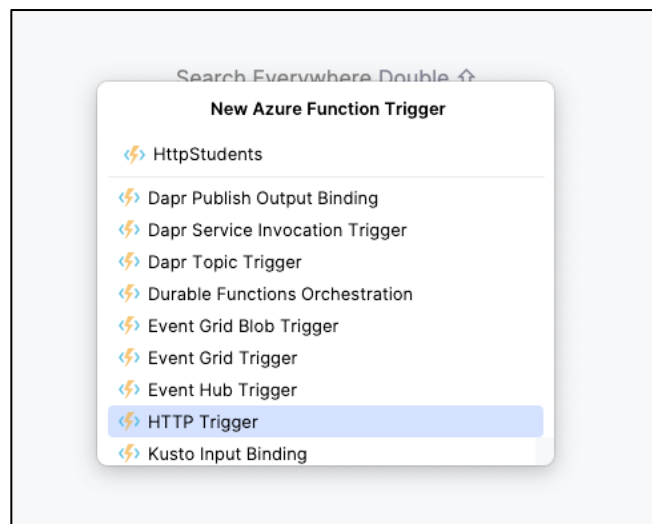 Search Everywhere Double ⇧
New Azure Function Trigger
HttpStudents
Dapr Publish Output Binding
Dapr Service Invocation Trigger
Dapr Topic Trigger
Durable Functions Orchestration
Event Grid Blob Trigger
Event Grid Trigger
Event Hub Trigger
HTTP Trigger
Kusto Input Binding